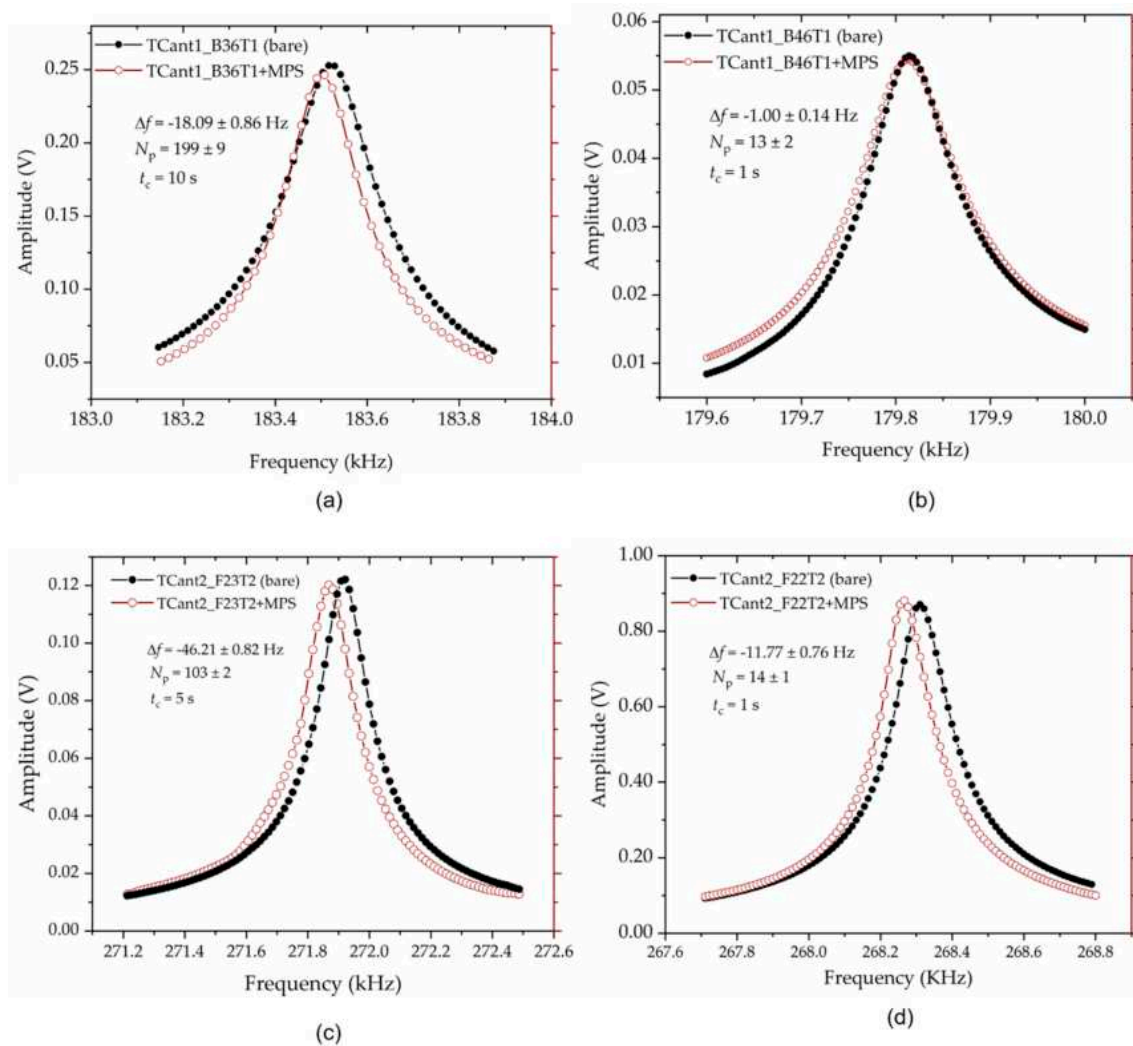 TCant1_B36T1 (bare)
TCant1_B36T1+MPS
Δf = -18.09 ± 0.86 Hz
Np = 199 ± 9
tc = 10 s
0.25
0.20
0.15
0.10
0.05
Amplitude (V)
183.0 183.2 183.4 183.6 183.8 184.0
Frequency (kHz)
(a)
TCant1_B46T1 (bare)
TCant1_B46T1+MPS
Δf = -1.00 ± 0.14 Hz
Np = 13 ± 2
tc = 1 s
0.06
0.05
0.04
0.03
0.02
0.01
Amplitude (V)
179.6 179.7 179.8 179.9 180.0
Frequency (kHz)
(b)
TCant2_F23T2 (bare)
TCant2_F23T2+MPS
Δf = -46.21 ± 0.82 Hz
Np = 103 ± 2
tc = 5 s
0.12
0.10
0.08
0.06
0.04
0.02
0.00
Amplitude (V)
271.2 271.4 271.6 271.8 272.0 272.2 272.4 272.6
Frequency (kHz)
(c)
TCant2_F22T2 (bare)
TCant2_F22T2+MPS
Δf = -11.77 ± 0.76 Hz
Np = 14 ± 1
tc = 1 s
1.00
0.80
0.60
0.40
0.20
0.00
Amplitude (V)
267.6 267.8 268.0 268.2 268.4 268.6 268.8
Frequency (KHz)
(d)